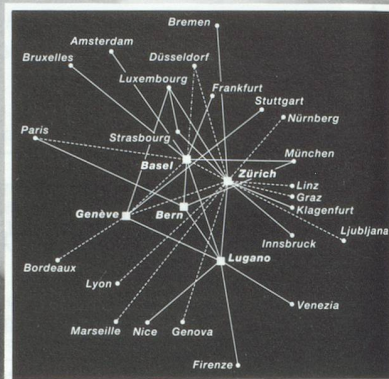 Bremen
Amsterdam
Bruxelles
Düsseldorf
Luxembourg
Frankfurt
Stuttgart
Nürnberg
Paris
Strasbourg
Basel
München
Zürich
Linz
Graz
Klagenfurt
Genève
Bern
Ljubljana
Innsbruck
Lugano
Bordeaux
Lyon
Venezia
Marseille
Nice
Genova
Firenze